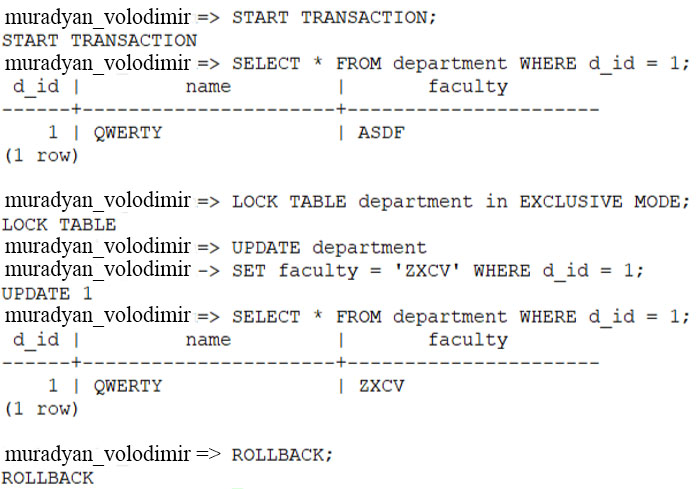 muradyan_volodimir => START TRANSACTION;
START TRANSACTION
muradyan_volodimir => SELECT * FROM department WHERE d_id = 1;
 d_id |         name         |       faculty
------+----------------------+----------------------
    1 | QWERTY               | ASDF
(1 row)
muradyan_volodimir => LOCK TABLE department in EXCLUSIVE MODE;
LOCK TABLE
muradyan_volodimir => UPDATE department
muradyan_volodimir -> SET faculty = 'ZXCV' WHERE d_id = 1;
UPDATE 1
muradyan_volodimir => SELECT * FROM department WHERE d_id = 1;
 d_id |         name         |       faculty
------+----------------------+----------------------
    1 | QWERTY               | ZXCV
(1 row)
muradyan_volodimir => ROLLBACK;
ROLLBACK